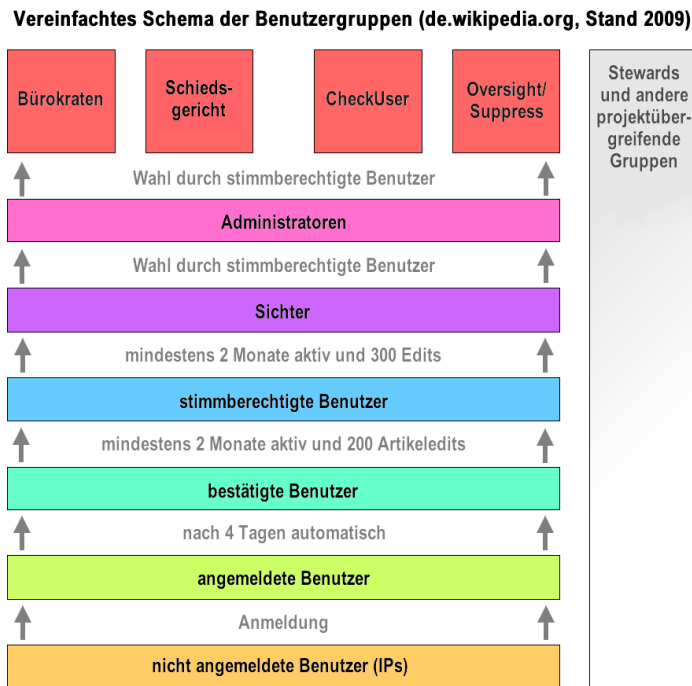 Vereinfachtes Schema der Benutzergruppen (de.wikipedia.org, Stand 2009)
Bürokraten
Schieds-
gericht
CheckUser
Oversight/
Suppress
Stewards
und andere
projektüber-
greifende
Gruppen
Wahl durch stimmberechtigte Benutzer
Administratoren
Wahl durch stimmberechtigte Benutzer
Sichter
mindestens 2 Monate aktiv und 300 Edits
stimmberechtigte Benutzer
mindestens 2 Monate aktiv und 200 Artikeledits
bestätigte Benutzer
nach 4 Tagen automatisch
angemeldete Benutzer
Anmeldung
nicht angemeldete Benutzer (IPs)